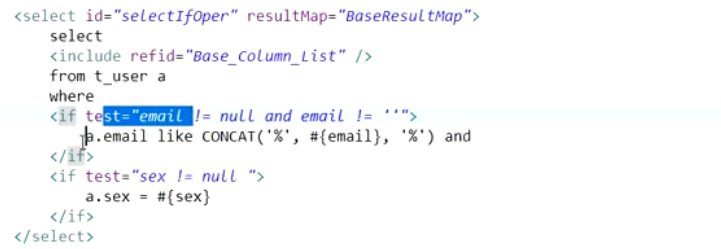 <select id="selectIfOper" resultMap="BaseResultMap">
select
<include refid="Base_Column_List" />
from t_user a
where
<if test="email != null and email != ''">
a.email like CONCAT('%', #{email}, '%') and
</if>
<if test="sex != null ">
a.sex = #{sex}
</if>
</select>